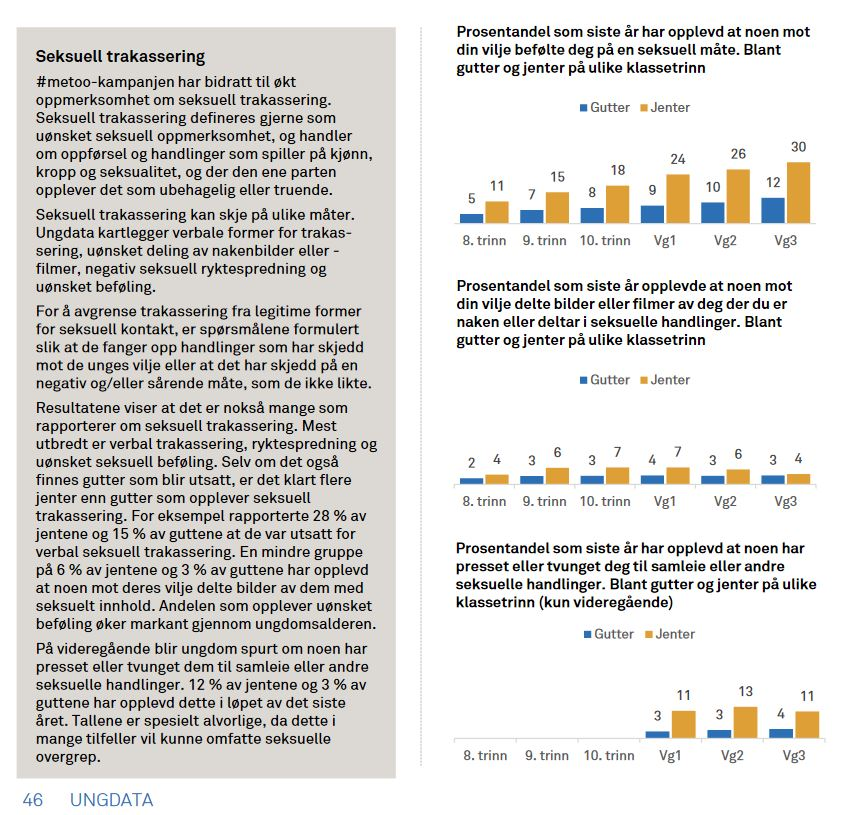 Seksuell trakassering
#metoo-kampanjen har bidratt til økt
oppmerksomhet om seksuell trakassering.
Seksuell trakassering defineres gjerne som
uønsket seksuell oppmerksomhet, og handler
om oppførsel og handlinger som spiller på kjønn,
kropp og seksualitet, og der den ene parten
opplever det som ubehagelig eller truende.
Seksuell trakassering kan skje på ulike måter.
Ungdata kartlegger verbale former for trakas-
sering, uønsket deling av nakenbilder eller -
filmer, negativ seksuell ryktespredning og
uønsket beføling.
For å avgrense trakassering fra legitime former
for seksuell kontakt, er spørsmålene formulert
slik at de fanger opp handlinger som har skjedd
mot de unges vilje eller at det har skjedd på en
negativ og/eller sårende måte, som de ikke likte.
Resultatene viser at det er nokså mange som
rapporterer om seksuell trakassering. Mest
utbredt er verbal trakassering, ryktespredning og
uønsket seksuell beføling. Selv om det også
finnes gutter som blir utsatt, er det klart flere
jenter enn gutter som opplever seksuell
trakassering. For eksempel rapporterte 28 % av
jentene og 15 % av guttene at de var utsatt for
verbal seksuell trakassering. En mindre gruppe
på 6 % av jentene og 3 % av guttene har opplevd
at noen mot deres vilje delte bilder av dem med
seksuelt innhold. Andelen som opplever uønsket
beføling øker markant gjennom ungdomsalderen.
På videregående blir ungdom spurt om noen har
presset eller tvunget dem til samleie eller andre
seksuelle handlinger. 12 % av jentene og 3 % av
guttene har opplevd dette i løpet av det siste
året. Tallene er spesielt alvorlige, da dette i
mange tilfeller vil kunne omfatte seksuelle
overgrep.
Prosentandel som siste år har opplevd at noen mot
din vilje befølte deg på en seksuell måte. Blant
gutter og jenter på ulike klassetrinn
Gutter Jenter
5 11 7 15 8 18 9 24 10 26 12 30
8. trinn 9. trinn 10. trinn Vg1 Vg2 Vg3
Prosentandel som siste år opplevde at noen mot
din vilje delte bilder eller filmer av deg der du er
naken eller deltar i seksuelle handlinger. Blant
gutter og jenter på ulike klassetrinn
Gutter Jenter
2 4 3 6 3 7 4 7 3 6 3 4
8. trinn 9. trinn 10. trinn Vg1 Vg2 Vg3
Prosentandel som siste år har opplevd at noen har
presset eller tvunget deg til samleie eller andre
seksuelle handlinger. Blant gutter og jenter på ulike
klassetrinn (kun videregående)
Gutter Jenter
3 11 3 13 4 11
8. trinn 9. trinn 10. trinn Vg1 Vg2 Vg3
46 UNGDATA